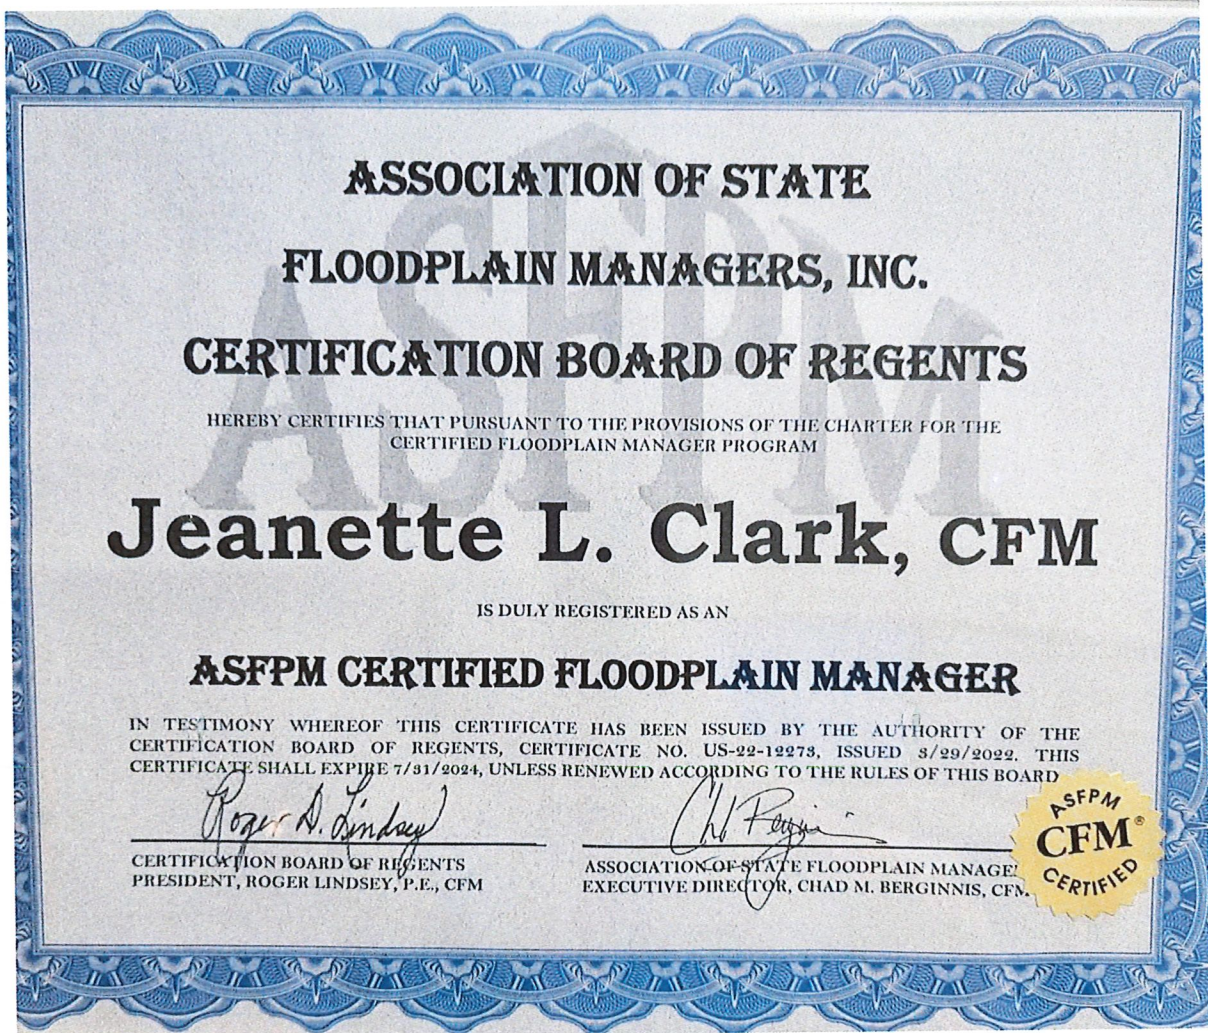 ASSOCIATION OF STATE
FLOODPLAIN MANAGERS, INC.
CERTIFICATION BOARD OF REGENTS
HEREBY CERTIFIES THAT PURSUANT TO THE PROVISIONS OF THE CHARTER FOR THE
CERTIFIED FLOODPLAIN MANAGER PROGRAM
Jeanette L. Clark, CFM
IS DULY REGISTERED AS AN
ASFPM CERTIFIED FLOODPLAIN MANAGER
IN TESTIMONY WHEREOF THIS CERTIFICATE HAS BEEN ISSUED BY THE AUTHORITY OF THE
CERTIFICATION BOARD OF REGENTS, CERTIFICATE NO. US-22-12273, ISSUED 3/29/2022. THIS
CERTIFICATE SHALL EXPIRE 7/31/2024, UNLESS RENEWED ACCORDING TO THE RULES OF THIS BOARD
Roger D. Lindsey
CERTIFICATION BOARD OF REGENTS
PRESIDENT, ROGER LINDSEY, P.E., CFM
ASSOCIATION OF STATE FLOODPLAIN MANAGE
EXECUTIVE DIRECTOR, CHAD M. BERGINNIS, CFM
ASFPM
CFM®
CERTIFIED
ASFPM